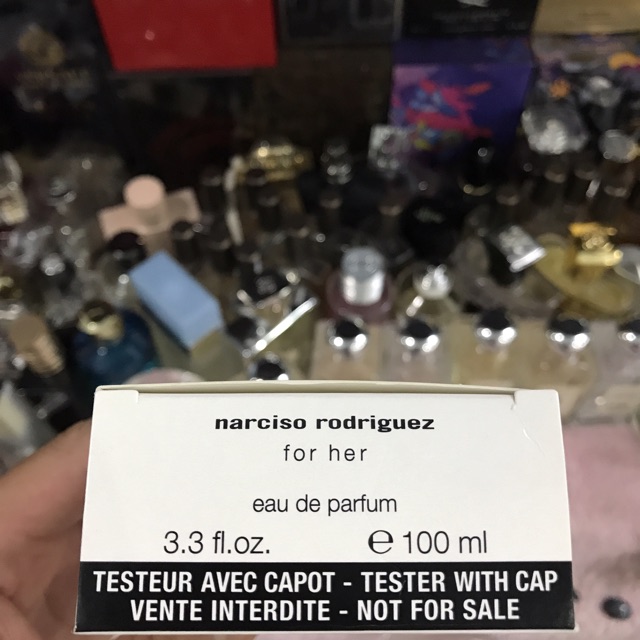 narciso rodriguez
for her
eau de parfum
3.3 fl.oz. ℮ 100 ml
TESTEUR AVEC CAPOT - TESTER WITH CAP
VENTE INTERDITE - NOT FOR SALE